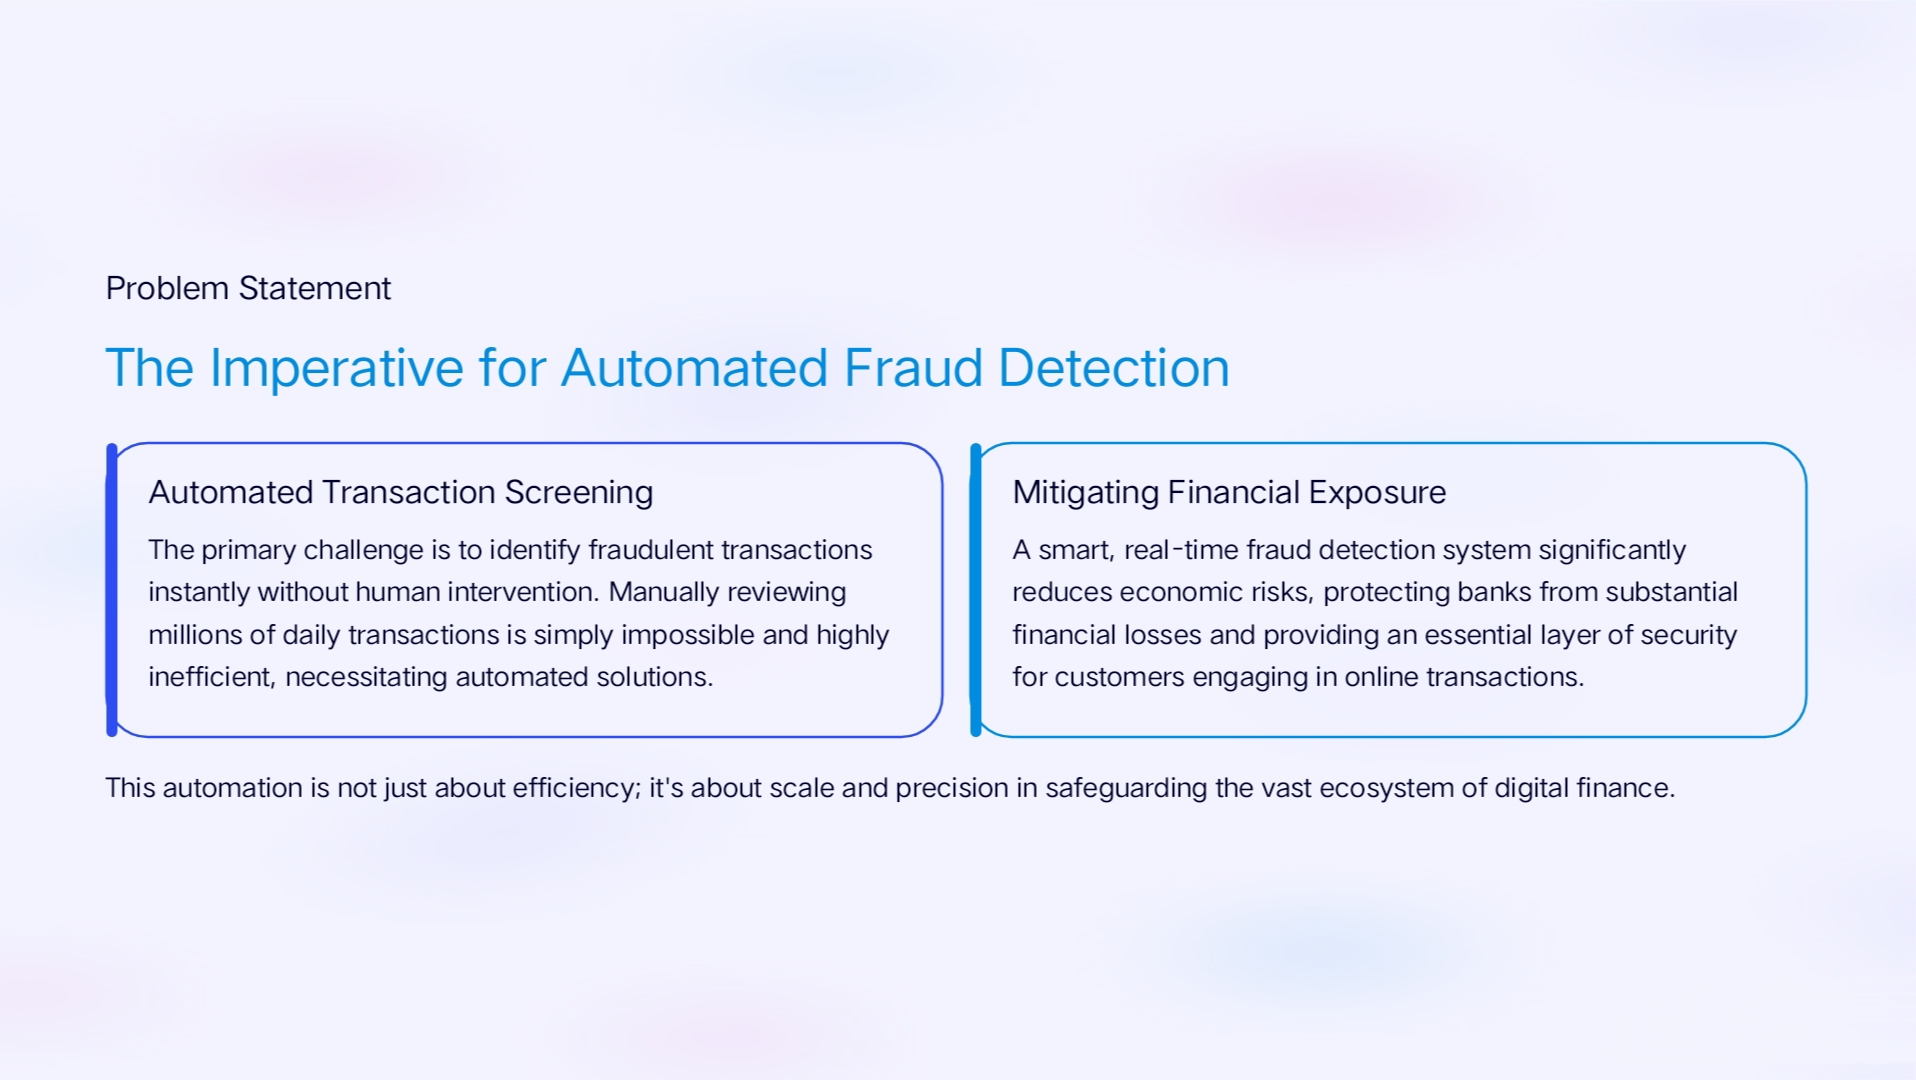 Problem Statement
The Imperative for Automated Fraud Detection
Automated Transaction Screening
The primary challenge is to identify fraudulent transactions
instantly without human intervention. Manually reviewing
millions of daily transactions is simply impossible and highly
inefficient, necessitating automated solutions.
Mitigating Financial Exposure
A smart, real-time fraud detection system significantly
reduces economic risks, protecting banks from substantial
financial losses and providing an essential layer of security
for customers engaging in online transactions.
This automation is not just about efficiency; it's about scale and precision in safeguarding the vast ecosystem of digital finance.